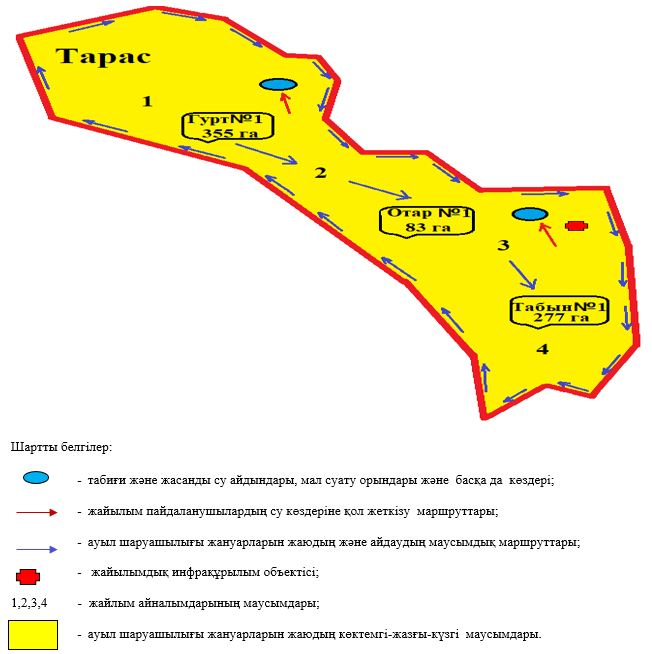 Тарас
1
Гурт№1
355 га
2
Отар №1
83 га
3
Табын№1
277 га
4
Шартты белгілер:
- табиғи және жасанды су айдындары, мал суату орындары және басқа да көздері;
- жайылым пайдаланушылардың су көздеріне қол жеткізу маршруттары;
- ауыл шаруашылығы жануарларын жаюдың және айдаудың маусымдық маршруттары;
- жайылымдық инфрақұрылым объектісі;
1,2,3,4 - жайлым айналымдарының маусымдары;
- ауыл шаруашылығы жануарларын жаюдың көктемгі-жазғы-күзгі маусымдары.